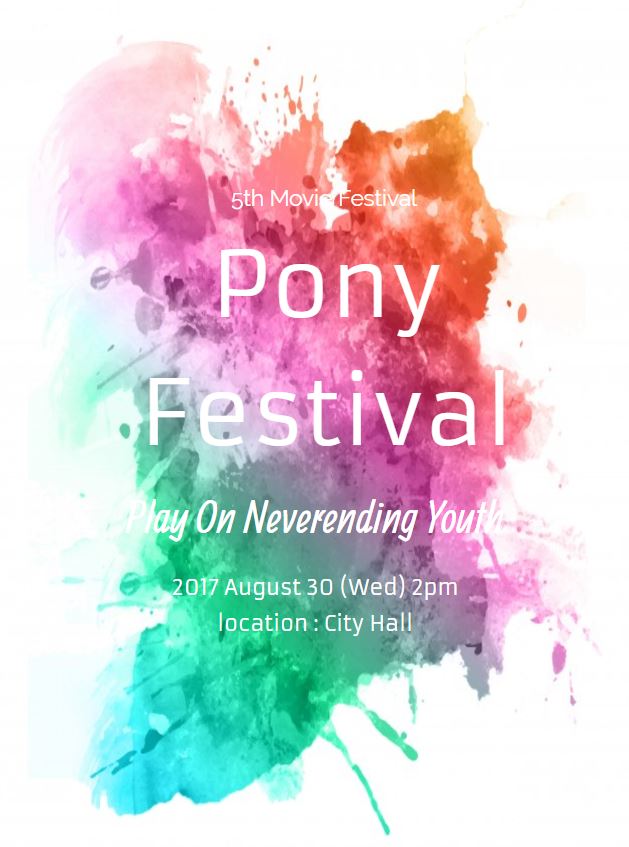 5th Movie Festival
Pony
Festival
Play On Neverending Youth
2017 August 30 (Wed) 2pm
location : City Hall